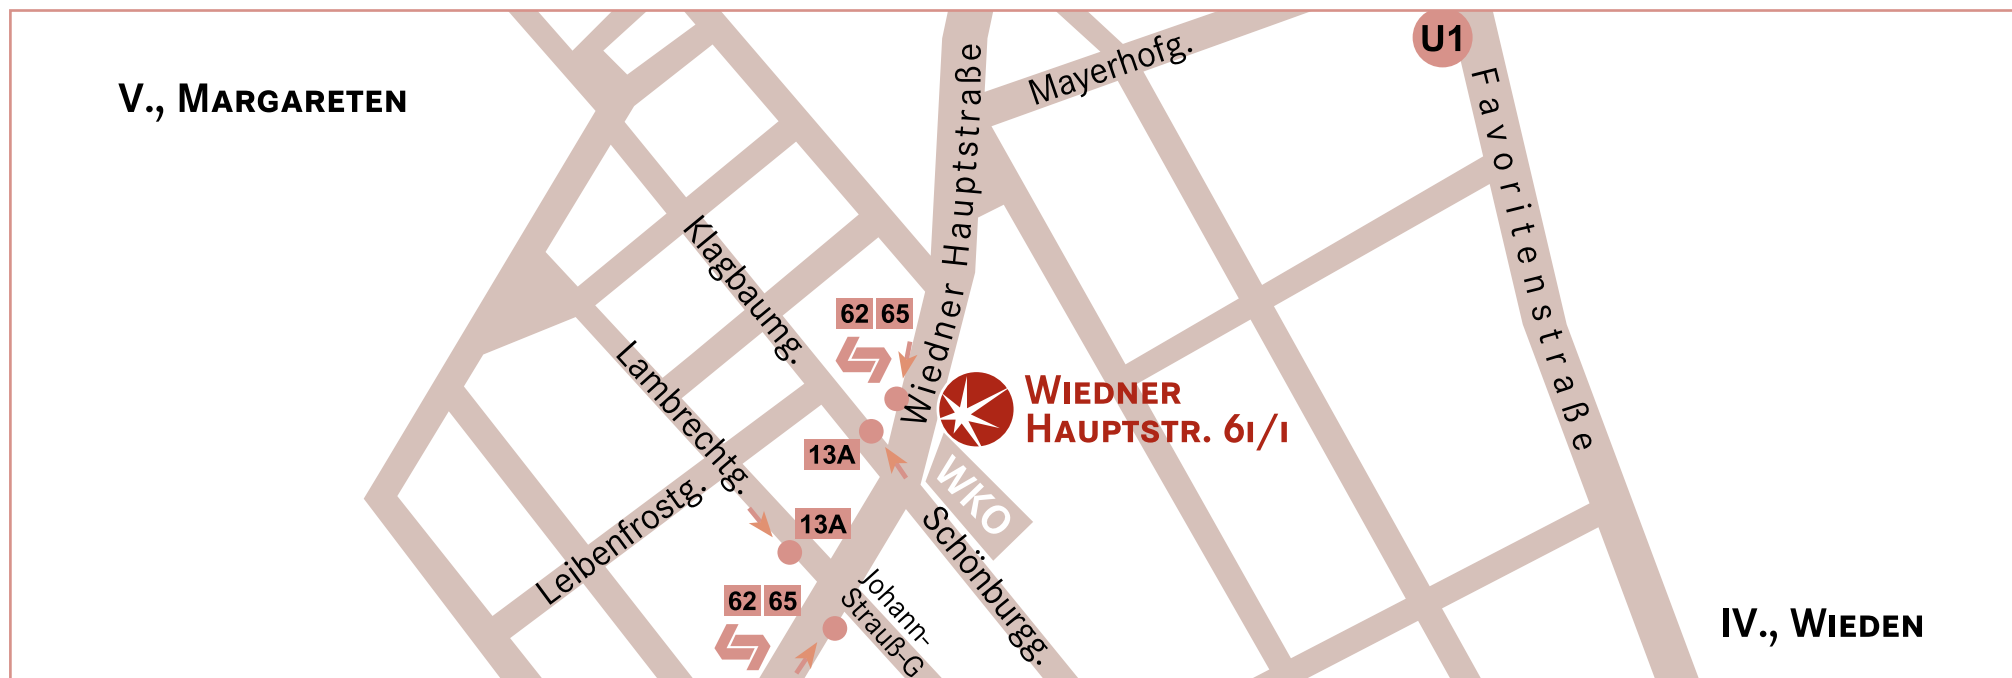 U1
V., MARGARETEN
Mayerhofg.
Favoritenstraße
Wiedner Hauptstraße
Klagbaumg.
62 65
Lambrechtg.
WIEDNER
HAUPTSTR. 61/1
13A
WKO
13A
Leibenfrostg.
Schönburgg.
62 65
Johann-
Strauß-G
IV., WIEDEN